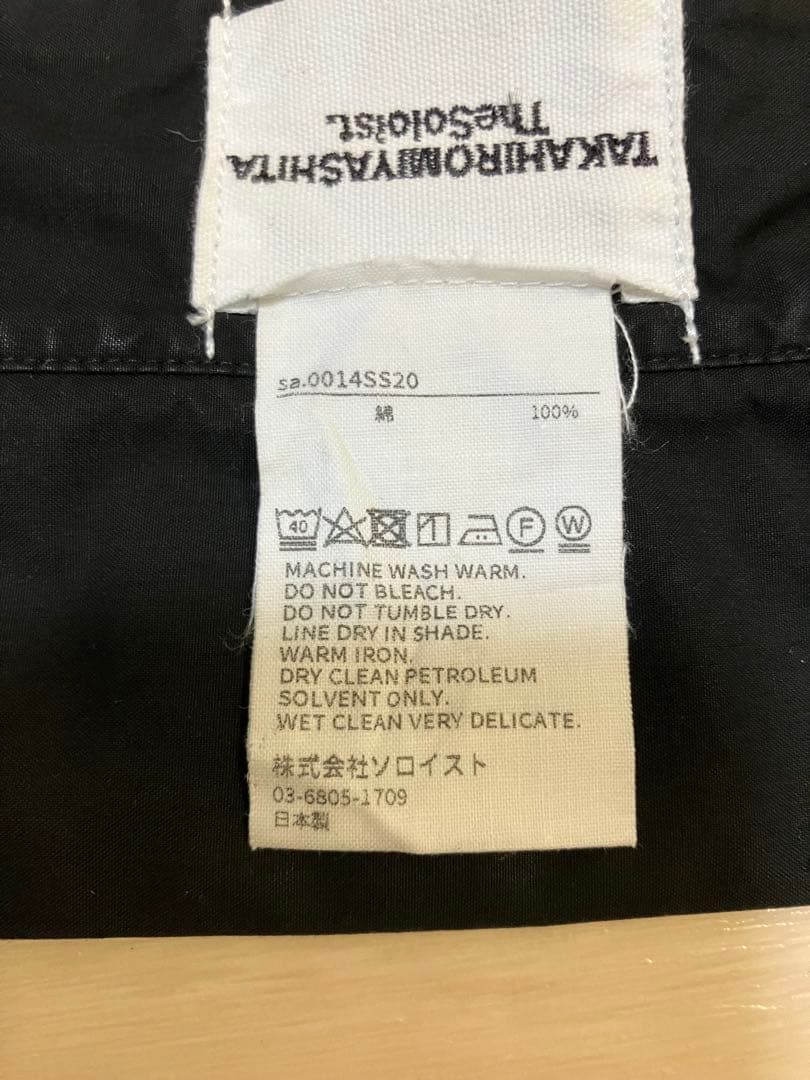 TAKAHIROMIYASHITA
TheSoloist.
sa.0014SS20
綿 100%
40 F W
MACHINE WASH WARM.
DO NOT BLEACH.
DO NOT TUMBLE DRY.
LINE DRY IN SHADE.
WARM IRON.
DRY CLEAN PETROLEUM
SOLVENT ONLY.
WET CLEAN VERY DELICATE.
株式会社ソロイスト
03-6805-1709
日本製